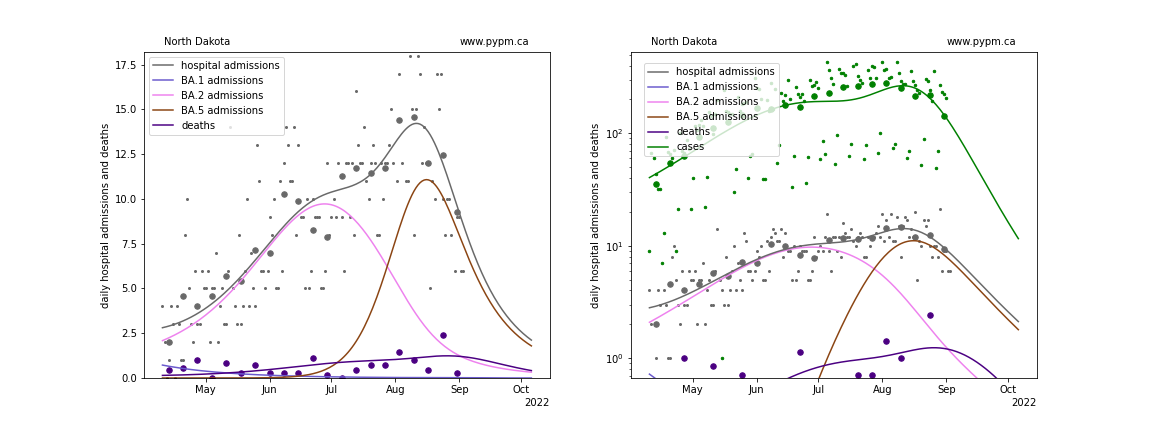 North Dakota
www.pypm.ca
17.5
15.0
12.5
10.0
7.5
5.0
2.5
0.0
daily hospital admissions and deaths
hospital admissions
BA.1 admissions
BA.2 admissions
BA.5 admissions
deaths
May
Jun
Jul
Aug
Sep
Oct
2022
North Dakota
www.pypm.ca
10²
10¹
10⁰
daily hospital admissions and deaths
hospital admissions
BA.1 admissions
BA.2 admissions
BA.5 admissions
deaths
cases
May
Jun
Jul
Aug
Sep
Oct
2022